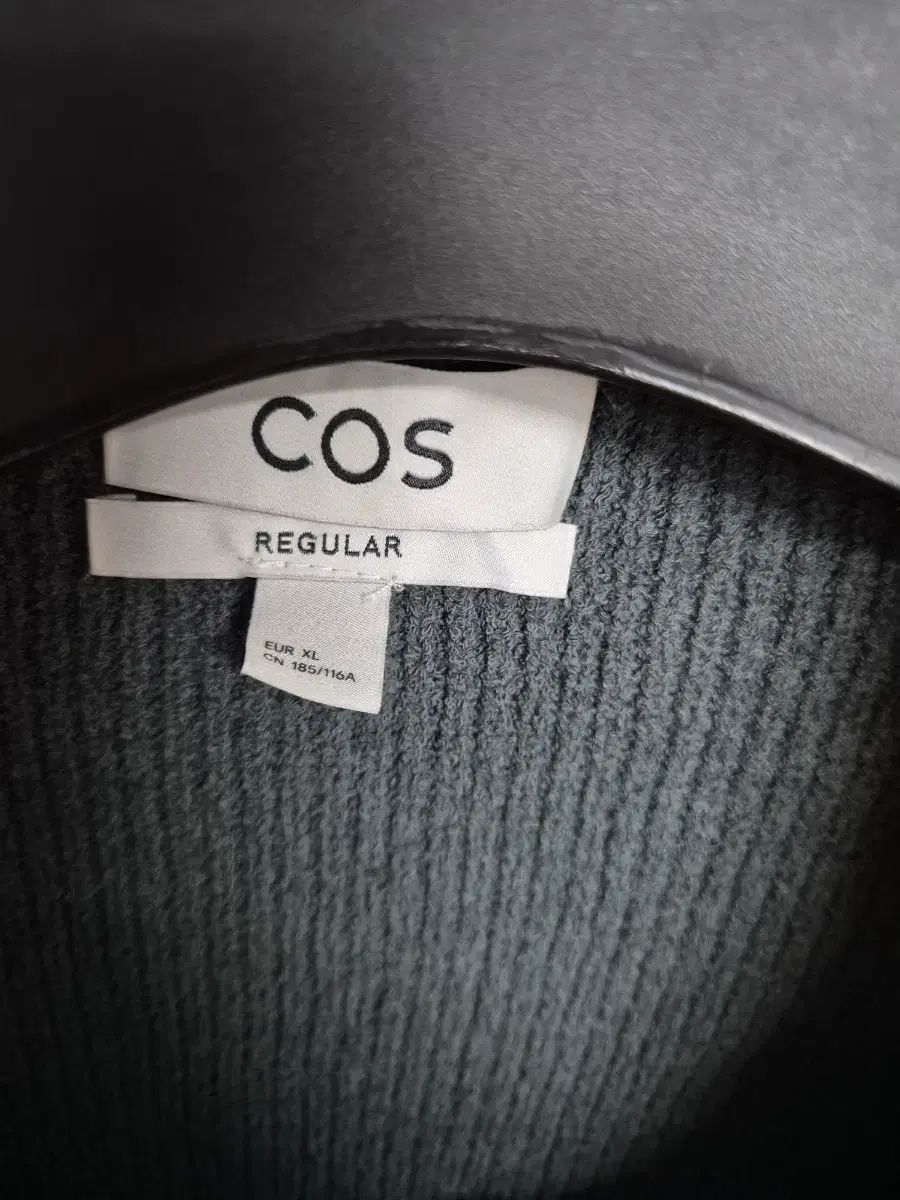 COS
REGULAR
EUR XL
CN 185/116A